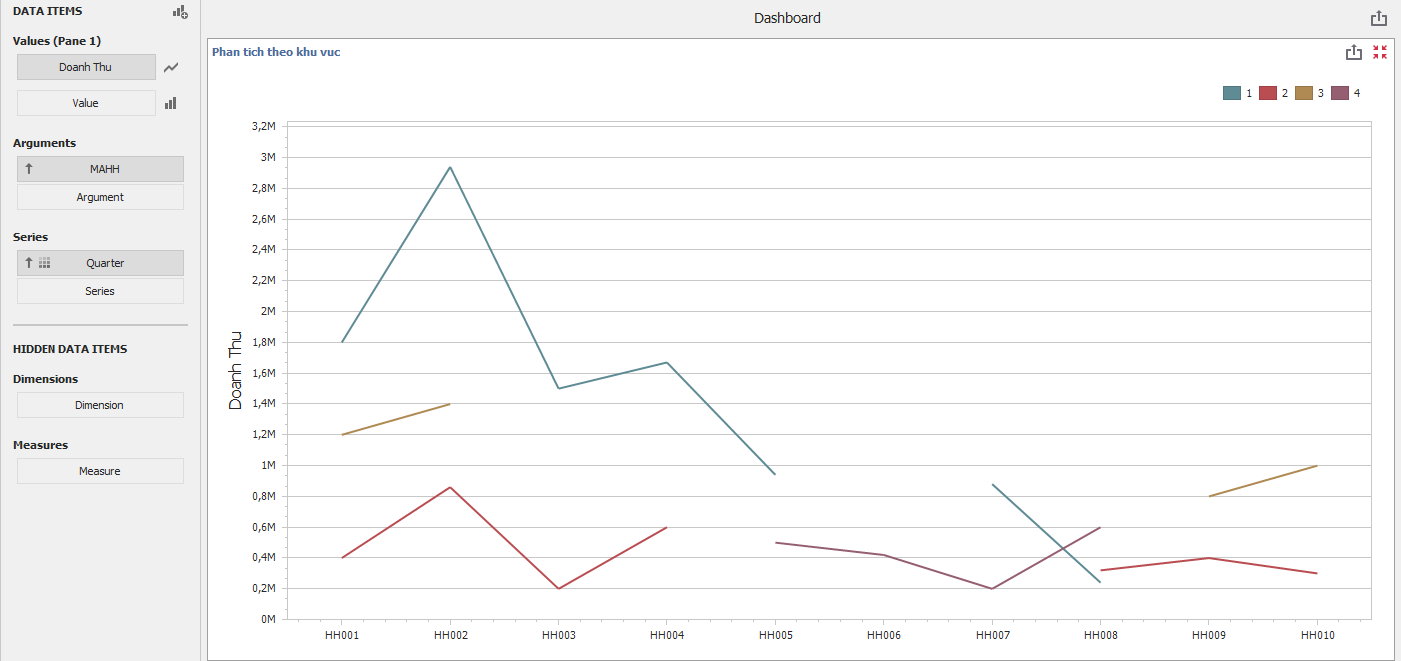 DATA ITEMS
Values (Pane 1)
Doanh Thu
Value
Arguments
MAHH
Argument
Series
Quarter
Series
HIDDEN DATA ITEMS
Dimensions
Dimension
Measures
Measure
Dashboard
Phan tich theo khu vuc
1 2 3 4
Doanh Thu
3,2M
3M
2,8M
2,6M
2,4M
2,2M
2M
1,8M
1,6M
1,4M
1,2M
1M
0,8M
0,6M
0,4M
0,2M
0M
HH001 HH002 HH003 HH004 HH005 HH006 HH007 HH008 HH009 HH010